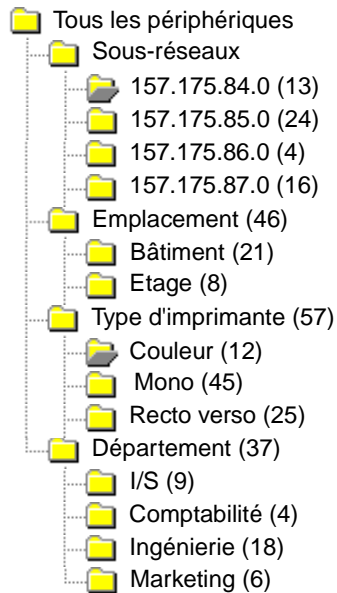 Tous les périphériques
Sous-réseaux
157.175.84.0 (13)
157.175.85.0 (24)
157.175.86.0 (4)
157.175.87.0 (16)
Emplacement (46)
Bâtiment (21)
Etage (8)
Type d'imprimante (57)
Couleur (12)
Mono (45)
Recto verso (25)
Département (37)
I/S (9)
Comptabilité (4)
Ingénierie (18)
Marketing (6)